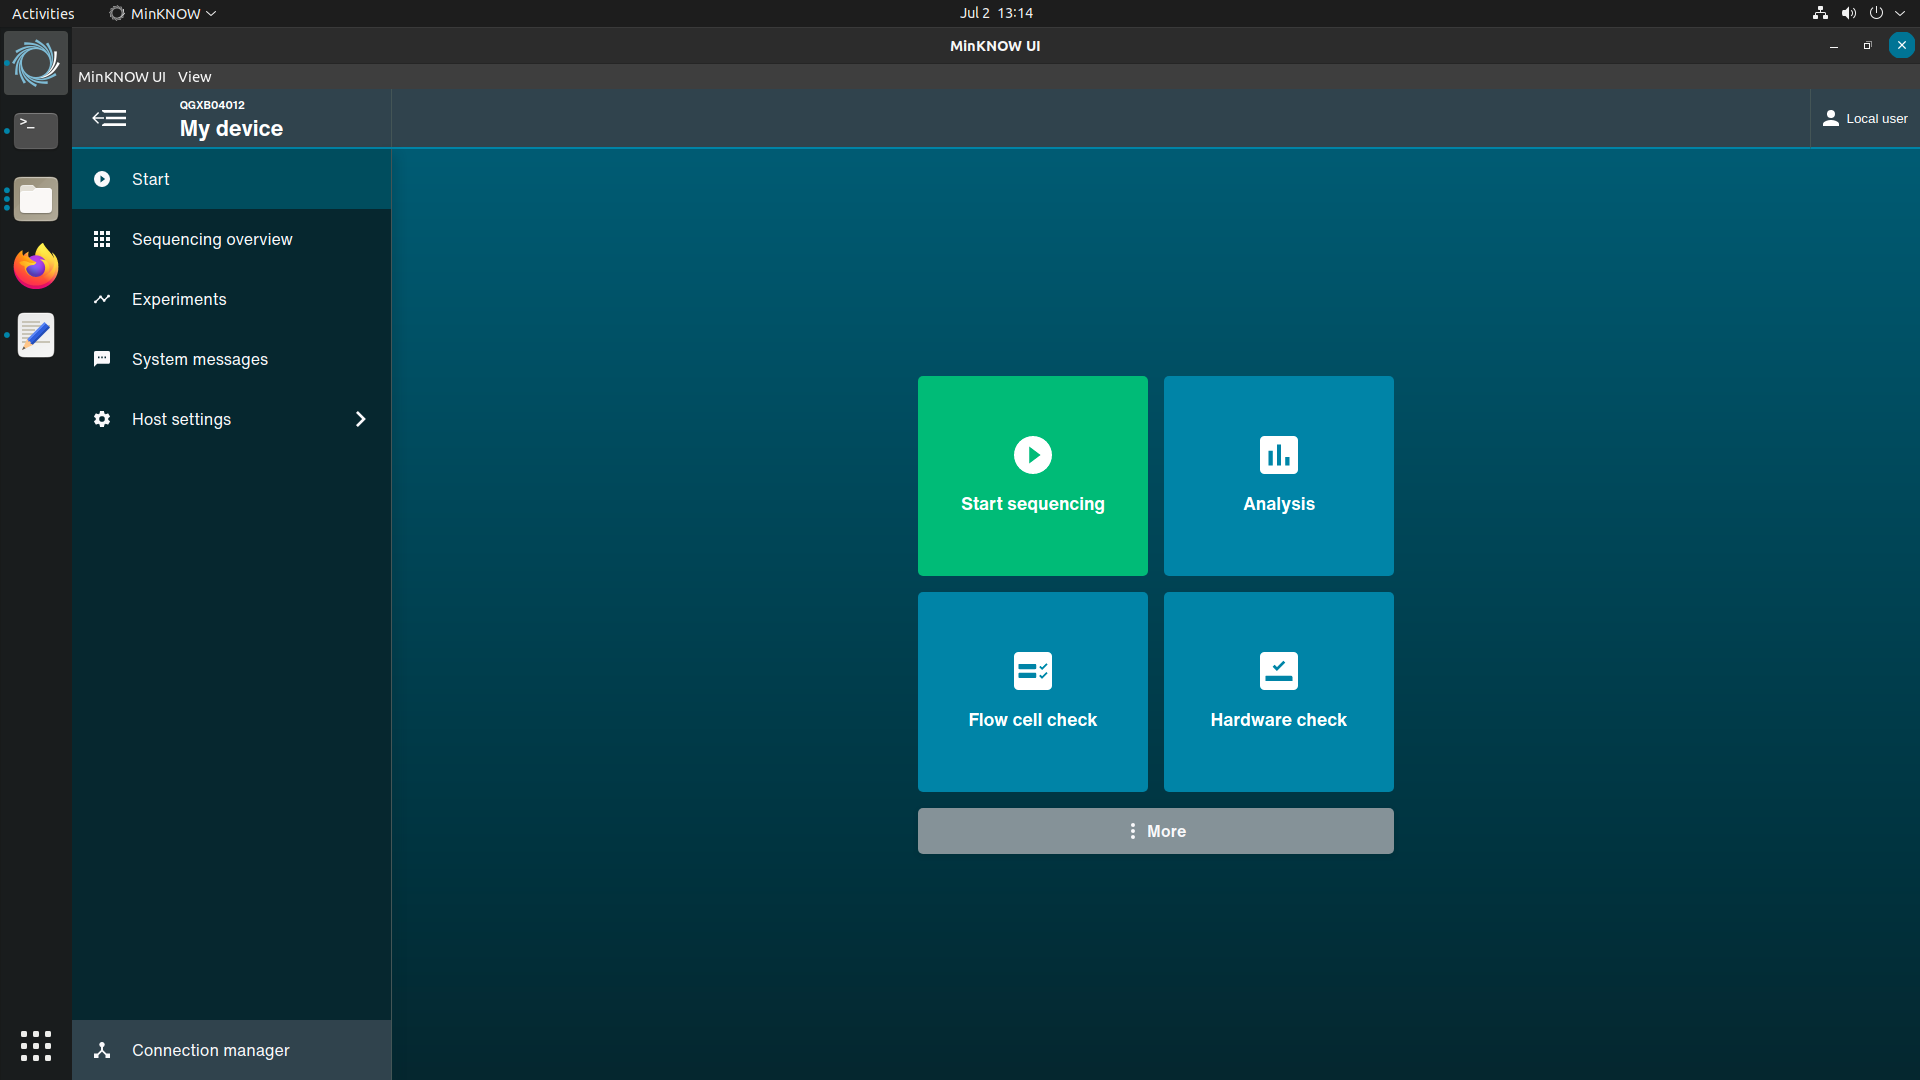 Activities
MinKNOW
Jul 2 13:14
MinKNOW UI
MinKNOW UI View
QGXB04012
My device
Local user
Start
Sequencing overview
Experiments
System messages
Host settings
Start sequencing
Analysis
Flow cell check
Hardware check
More
Connection manager